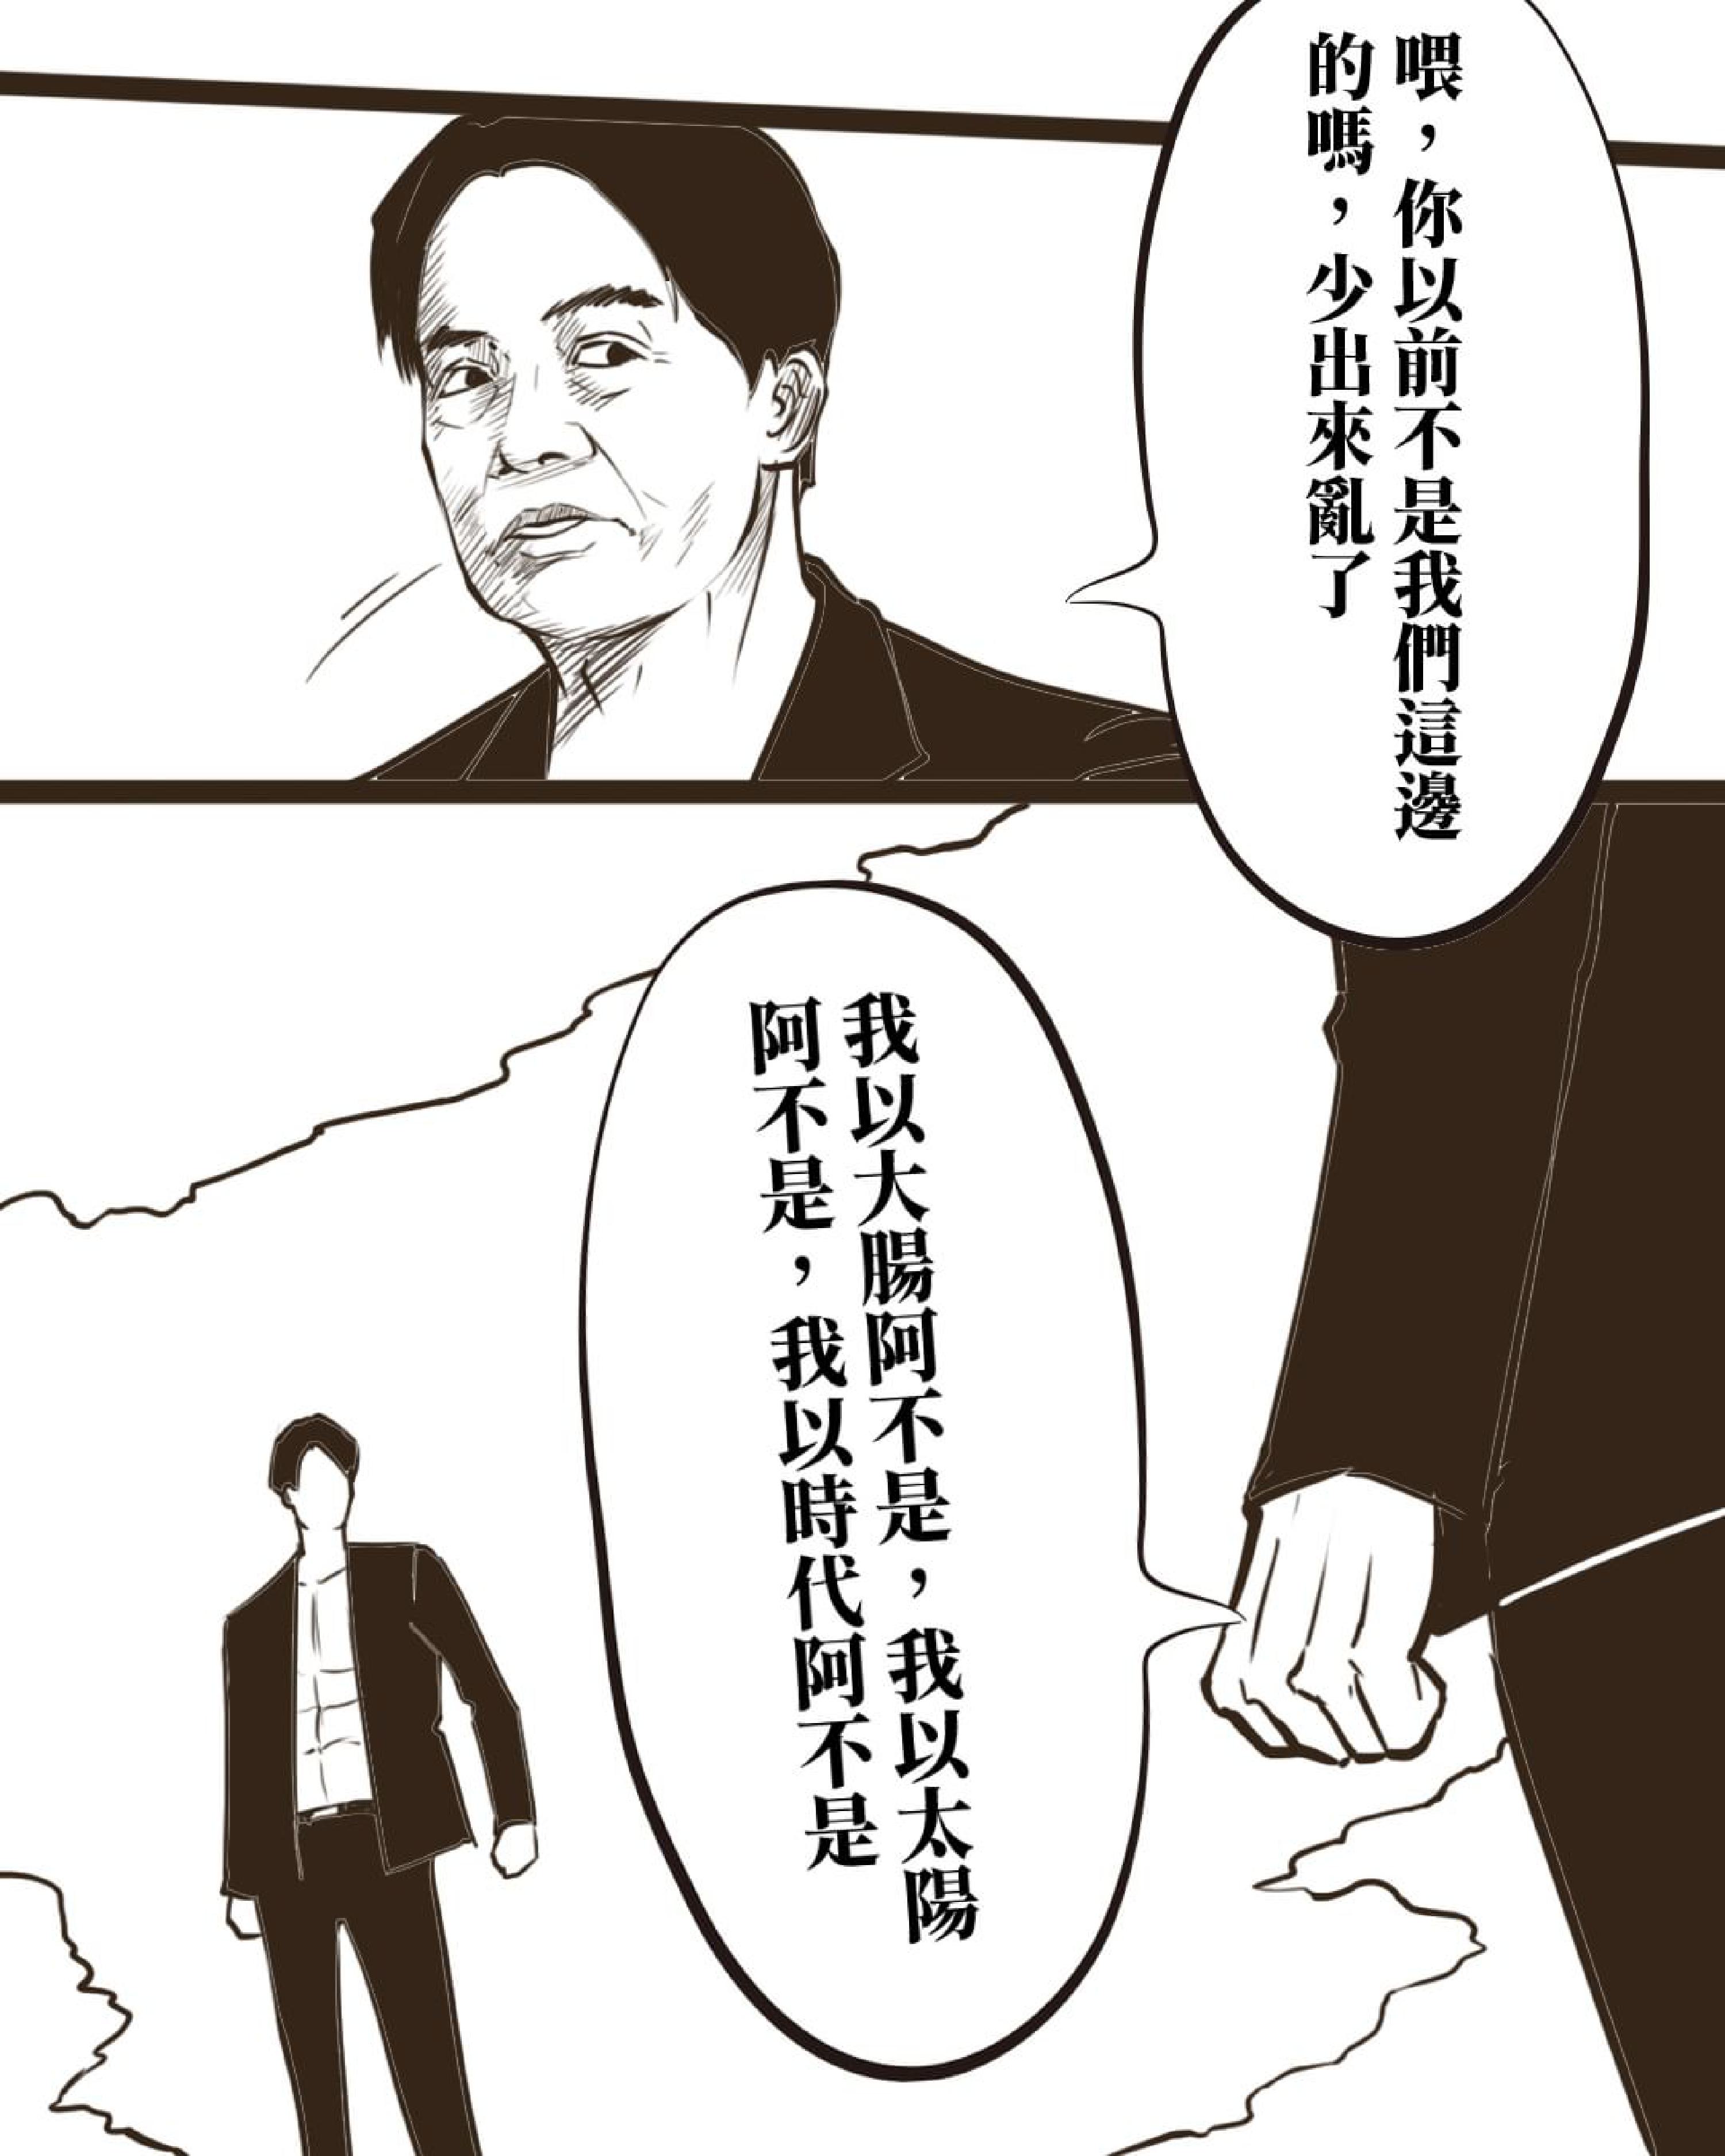 喂，你以前不是我們這邊
的嗎，少出來亂了
我以大腸阿不是，我以太陽
阿不是，我以時代阿不是